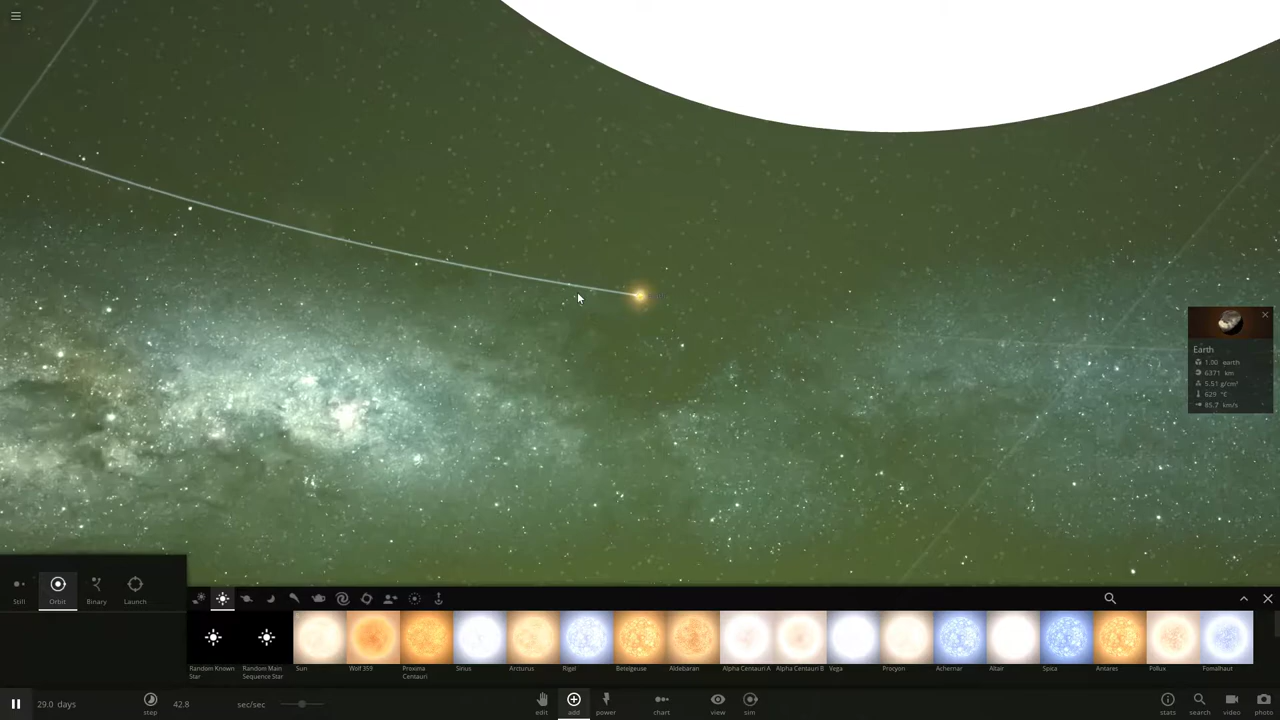 Earth
1.00 earth
6371 km
5.51 g/cm³
629 °C
85.7 km/s
Still
Orbit
Binary
Launch
Random Known Star
Random Main Sequence Star
Sun
Wolf 359
Proxima Centauri
Sirius
Arcturus
Rigel
Betelgeuse
Aldebaran
Alpha Centauri A
Alpha Centauri B
Vega
Procyon
Achernar
Altair
Spica
Antares
Pollux
Fomalhaut
29.0 days
step
42.8
sec/sec
edit
add
power
chart
view
sim
stats
search
video
photo